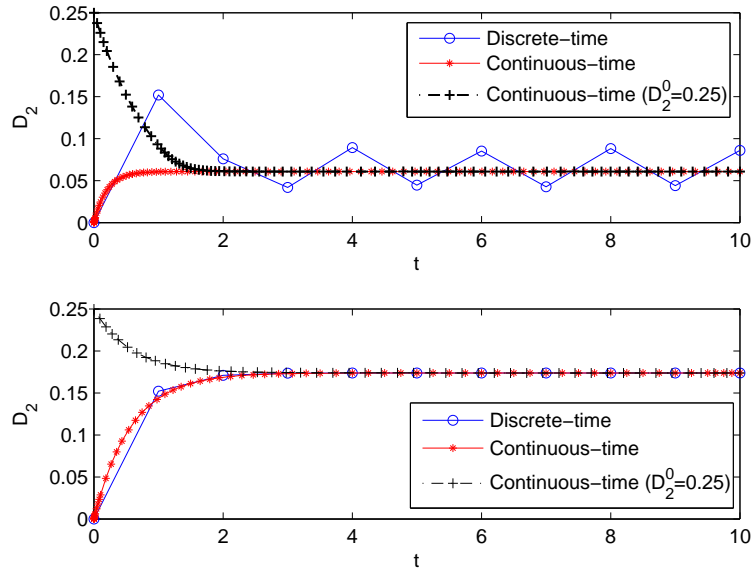 0.25
0.2
0.15
0.1
0.05
0
D₂
0 2 4 6 8 10
t
Discrete−time
Continuous−time
Continuous−time (D₂⁰=0.25)
0.25
0.2
0.15
0.1
0.05
0
D₂
0 2 4 6 8 10
t
Discrete−time
Continuous−time
Continuous−time (D₂⁰=0.25)